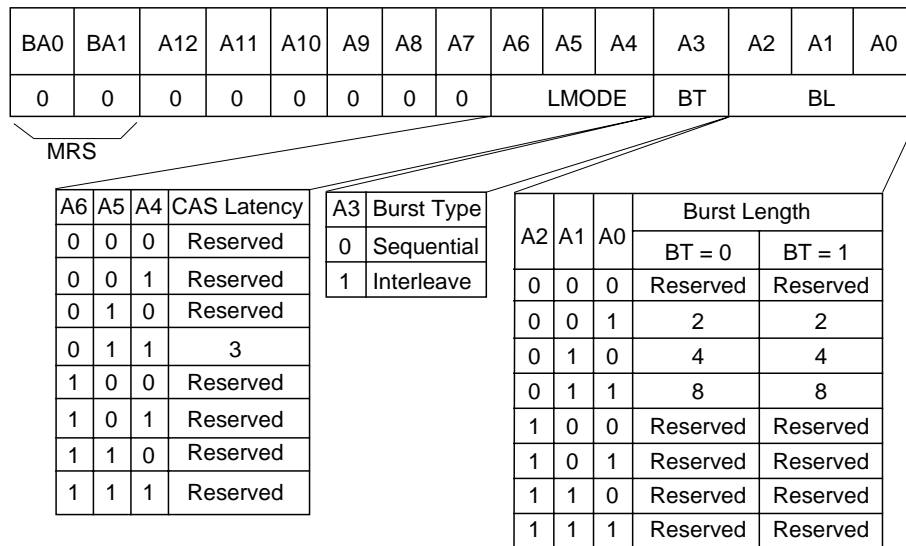 BA0 BA1 A12 A11 A10 A9 A8 A7 A6 A5 A4 A3 A2 A1 A0
0 0 0 0 0 0 0 0 LMODE BT BL
MRS
A6 A5 A4 CAS Latency
0 0 0 Reserved
0 0 1 Reserved
0 1 0 Reserved
0 1 1 3
1 0 0 Reserved
1 0 1 Reserved
1 1 0 Reserved
1 1 1 Reserved
A3 Burst Type
0 Sequential
1 Interleave
A2 A1 A0 Burst Length
BT = 0 BT = 1
0 0 0 Reserved Reserved
0 0 1 2 2
0 1 0 4 4
0 1 1 8 8
1 0 0 Reserved Reserved
1 0 1 Reserved Reserved
1 1 0 Reserved Reserved
1 1 1 Reserved Reserved